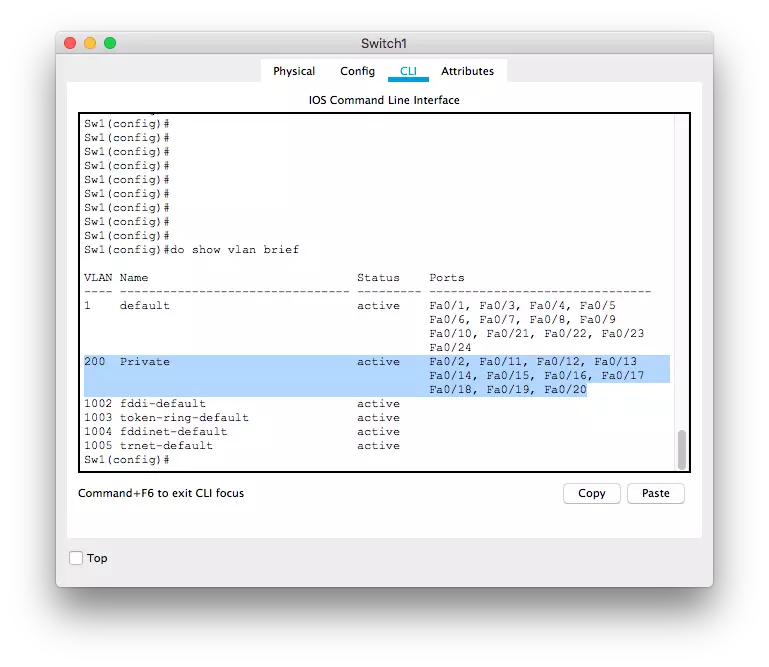 Switch1
Physical Config CLI Attributes
IOS Command Line Interface
Sw1(config)#
Sw1(config)#
Sw1(config)#
Sw1(config)#
Sw1(config)#
Sw1(config)#
Sw1(config)#
Sw1(config)#
Sw1(config)#
Sw1(config)#do show vlan brief
VLAN Name Status Ports
---- -------------------------------- --------- -------------------------------
1 default active Fa0/1, Fa0/3, Fa0/4, Fa0/5
Fa0/6, Fa0/7, Fa0/8, Fa0/9
Fa0/10, Fa0/21, Fa0/22, Fa0/23
Fa0/24
200 Private active Fa0/2, Fa0/11, Fa0/12, Fa0/13
Fa0/14, Fa0/15, Fa0/16, Fa0/17
Fa0/18, Fa0/19, Fa0/20
1002 fddi-default active
1003 token-ring-default active
1004 fddinet-default active
1005 trnet-default active
Sw1(config)#
Command+F6 to exit CLI focus
Copy Paste
Top